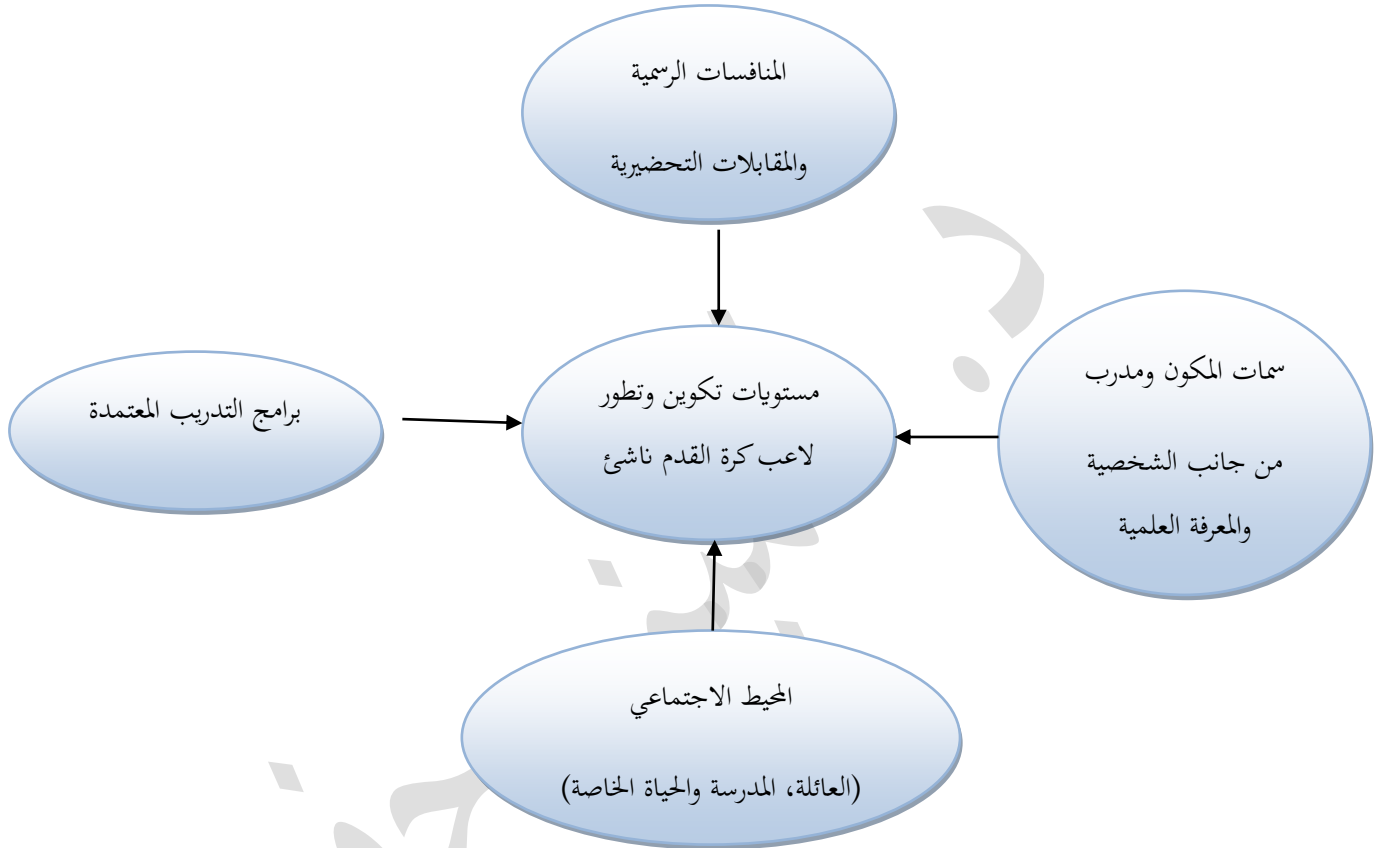 المنافسات الرسمية
والمقابلات التحضيرية
سمات المكون ومدرب
من جانب الشخصية
والمعرفة العلمية
مستويات تكوين وتطور
لاعب كرة القدم ناشئ
برامج التدريب المعتمدة
المحيط الاجتماعي
(العائلة، المدرسة والحياة الخاصة)